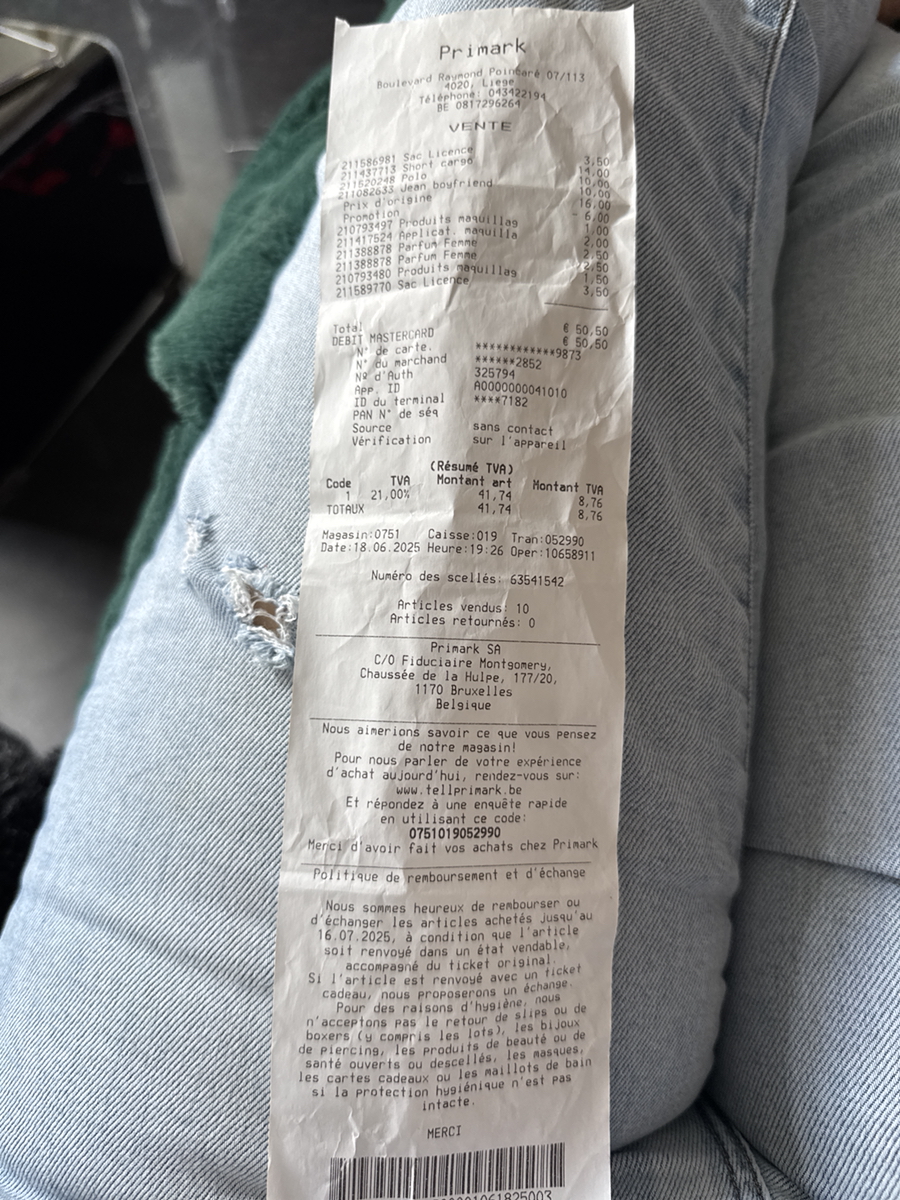 Primark
Boulevard Raymond Poincaré 07/113
4020, Liege
Téléphone: 043422194
BE 0817296264
VENTE
211586981 Sac Licence 3,50
211437713 Short cargo 14,00
211520248 Polo 10,00
211082633 Jean boyfriend 10,00
Prix d'origine 16,00
Promotion - 6,00
210793497 Produits maquillag 1,00
211417524 Applicat. maquilla 2,00
211388878 Parfum Femme 2,50
211388878 Parfum Femme 2,50
210793480 Produits maquillag 1,50
211589770 Sac Licence 3,50
Total € 50,50
DEBIT MASTERCARD € 50,50
N° de carte. ************9873
N° du marchand ******2852
Nº d'Auth 325794
App. ID A0000000041010
ID du terminal ****7182
PAN N° de séq
Source sans contact
Vérification sur l'appareil
(Résumé TVA)
Code TVA Montant art Montant TVA
1 21,00% 41,74 8,76
TOTAUX 41,74 8,76
Magasin:0751 Caisse:019 Tran:052990
Date:18.06.2025 Heure:19:26 Oper:10658911
Numéro des scellés: 63541542
Articles vendus: 10
Articles retournés: 0
Primark SA
C/O Fiduciaire Montgomery,
Chaussée de la Hulpe, 177/20,
1170 Bruxelles
Belgique
Nous aimerions savoir ce que vous pensez
de notre magasin!
Pour nous parler de votre expérience
d'achat aujourd'hui, rendez-vous sur:
www.tellprimark.be
Et répondez à une enquête rapide
en utilisant ce code:
0751019052990
Merci d'avoir fait vos achats chez Primark
Politique de remboursement et d'échange
Nous sommes heureux de rembourser ou
d'échanger les articles achetés jusqu'au
16.07.2025, à condition que l'article
soit renvoyé dans un état vendable,
accompagné du ticket original.
Si l'article est renvoyé avec un ticket
cadeau, nous proposerons un échange.
Pour des raisons d'hygiène, nous
n'acceptons pas le retour de slips ou de
boxers (y compris les lots), les bijoux
de piercing, les produits de beauté ou de
santé ouverts ou descellés, les masques,
les cartes cadeaux ou les maillots de bain
si la protection hygiénique n'est pas
intacte.
MERCI